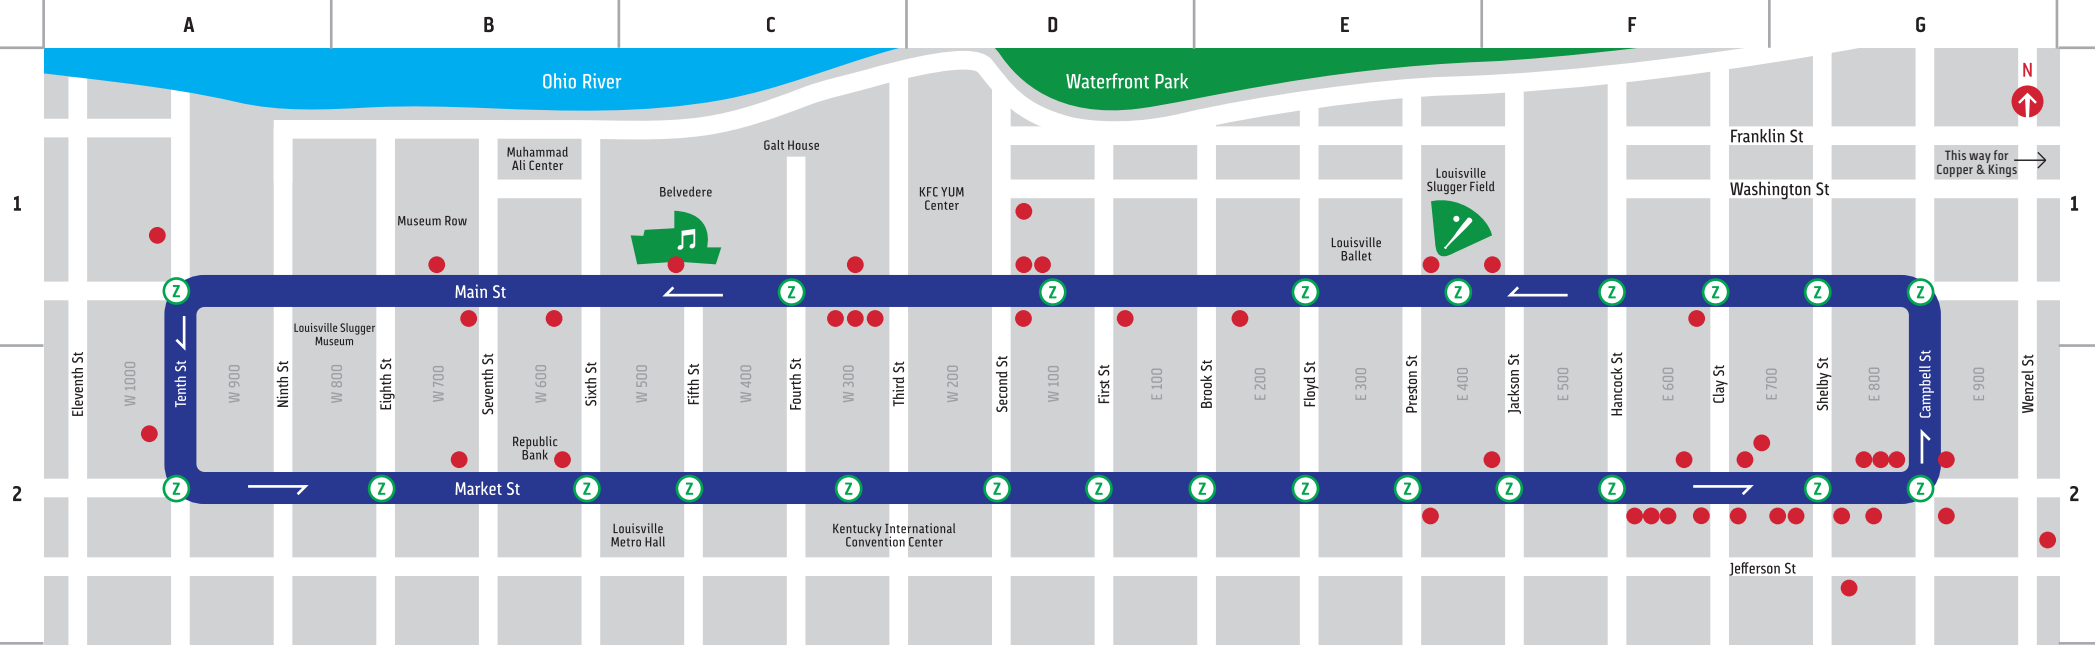 A B C D E F G
Ohio River
Waterfront Park
N
Franklin St
Galt House
Muhammad
Ali Center
This way for
Copper & Kings
Louisville
Slugger Field
Washington St
Belvedere
KFC YUM
Center
1
1
Museum Row
Louisville
Ballet
Z Main St Z Z Z Z Z Z Z Z
Louisville Slugger
Museum
Eleventh St
W 1000
Tenth St
W 900
Ninth St
W 800
Eighth St
W 700
Seventh St
W 600
Sixth St
W 500
Fifth St
W 400
Fourth St
W 300
Third St
W 200
Second St
W 100
First St
E 100
Brook St
E 200
Floyd St
E 300
Preston St
E 400
Jackson St
E 500
Hancock St
E 600
Clay St
E 700
Shelby St
E 800
Campbell St
E 900
Wenzel St
Republic
Bank
2
2
Z Z Market St Z Z Z Z Z Z Z Z Z Z Z Z
Louisville
Metro Hall
Kentucky International
Convention Center
Jefferson St